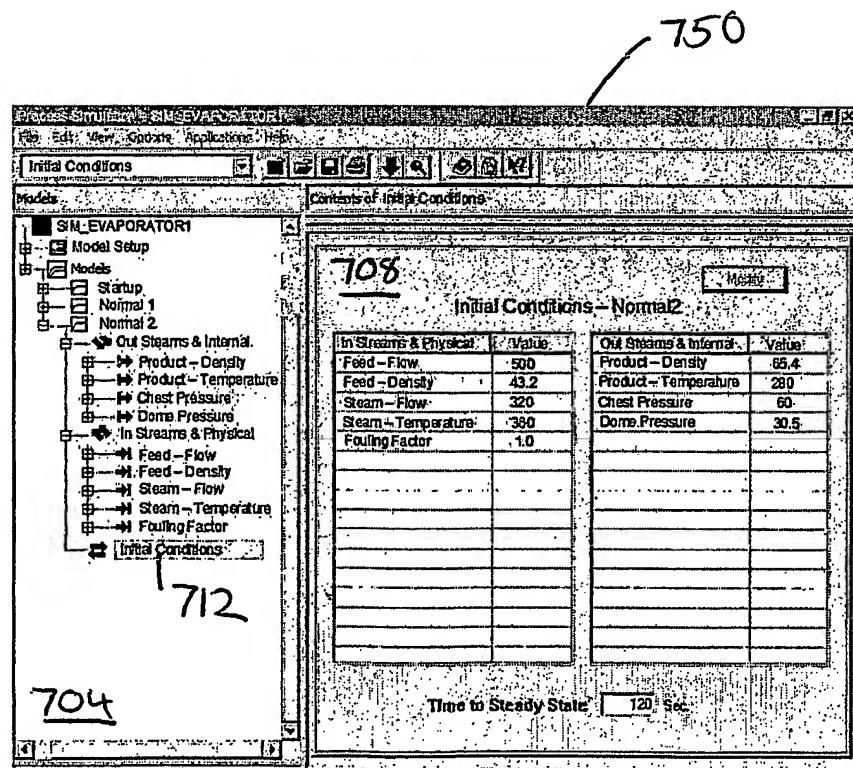 750
Process Simulation - SIM_EVAPORATOR1
File Edit View Options Applications Help
Initial Conditions
Models
Contents of Initial Conditions
SIM_EVAPORATOR1
Model Setup
Models
Startup
Normal 1
Normal 2
Out Steams & Internal
Product – Density
Product – Temperature
Chest Pressure
Dome Pressure
In Streams & Physical
Feed – Flow
Feed – Density
Steam – Flow
Steam – Temperature
Fouling Factor
Initial Conditions
712
704
708
Modify
Initial Conditions – Normal2
In Streams & Physical Value
Feed – Flow 500
Feed – Density 43.2
Steam – Flow 320
Steam – Temperature 380
Fouling Factor 1.0
Out Steams & Internal Value
Product – Density 65.4
Product – Temperature 280
Chest Pressure 60
Dome Pressure 30.5
Time to Steady State 120 Sec